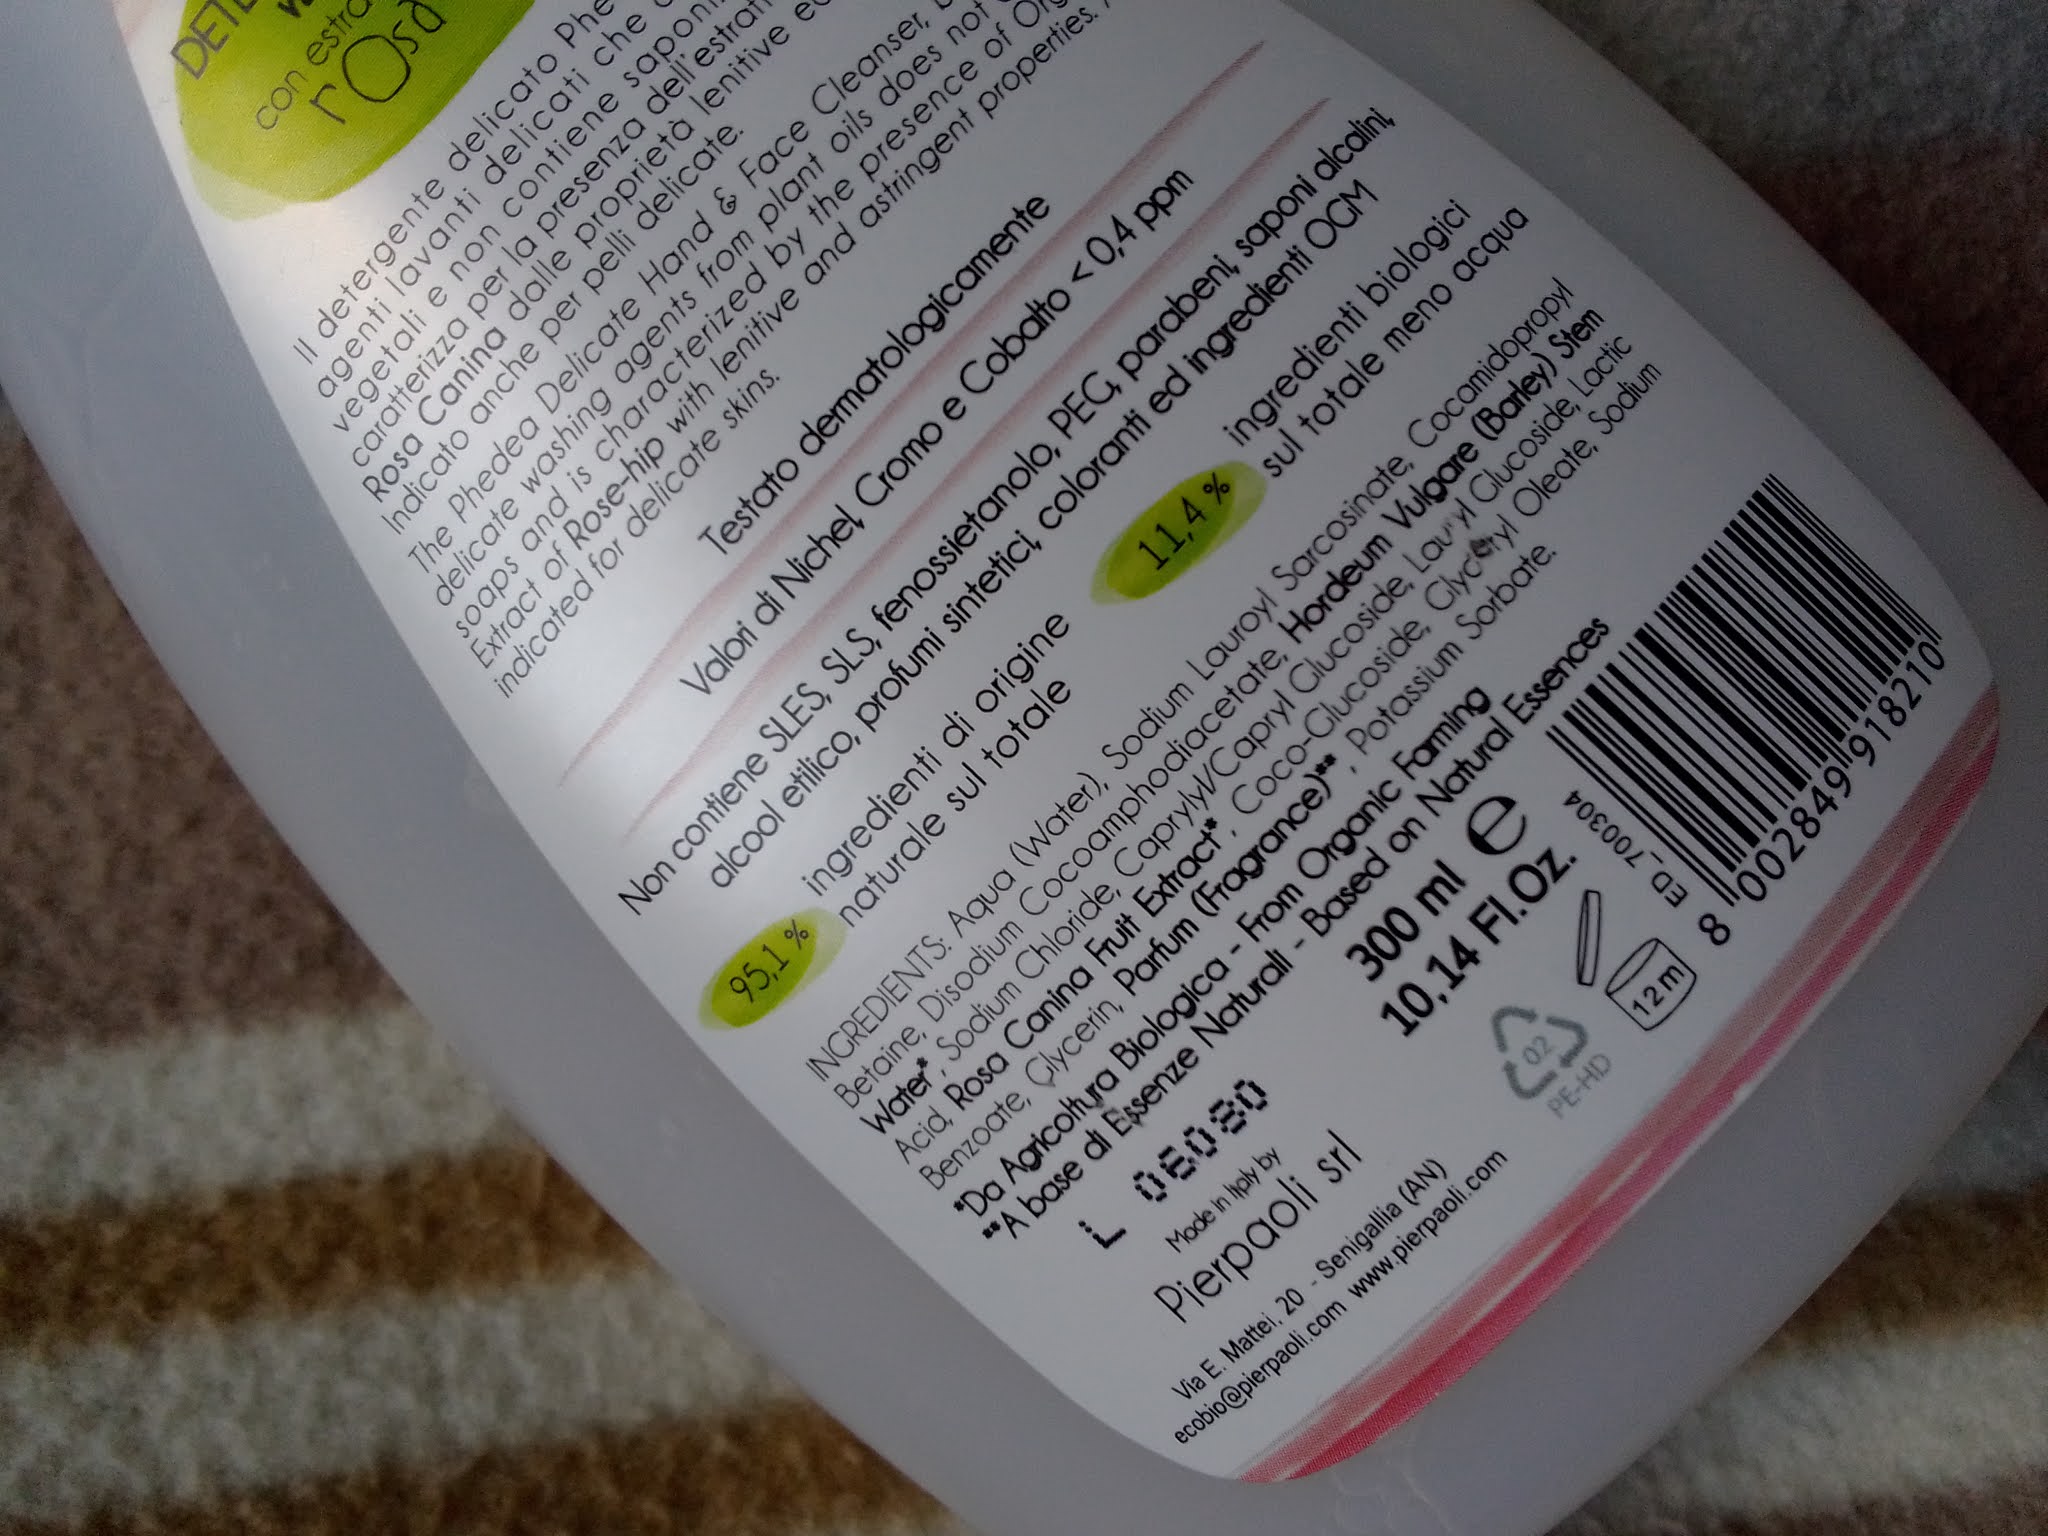 con
rosa
Il detergente delicato
agenti lavanti delicati che
vegetali e non contiene
caratterizza per la presenza
Rosa Canina dalle proprietà lenitive
Indicato anche per pelli delicate.
The Phedea Delicate Hand & Face Cleanser,
delicate washing agents from plant oils does not
soaps and is characterized by the presence of
Extract of Rose-hip with lenitive and astringent properties.
indicated for delicate skins.
Testato dermatologicamente
Valori di Nichel, Cromo e Cobalto < 0,4 ppm
Non contiene SLES, SLS, fenossietanolo, PEG, parabeni, saponi alcalini,
alcool etilico, profumi sintetici, coloranti ed ingredienti OGM
95,1 % ingredienti di origine
naturale sul totale
11,4 % ingredienti biologici
sul totale meno acqua
INGREDIENTS: Aqua (Water), Sodium Lauroyl Sarcosinate, Cocamidopropyl
Betaine, Disodium Cocoamphodiacetate, Hordeum Vulgare (Barley) Stem
Water*, Sodium Chloride, Caprylyl/Capryl Glucoside, Lauryl Glucoside, Lactic
Acid, Rosa Canina Fruit Extract*, Coco-Glucoside, Glyceryl Oleate, Sodium
Benzoate, Glycerin, Parfum (Fragrance)**, Potassium Sorbate.
*Da Agricoltura Biologica - From Organic Farming
**A base di Essenze Naturali - Based on Natural Essences
L 06080
300 ml e
10,14 Fl.Oz.
Made in Italy by
Pierpaoli srl
Via E. Mattei, 20 - Senigallia (AN)
ecobio@pierpaoli.com www.pierpaoli.com
02
PE-HD
12 m
ED_700304
8 002849 918210